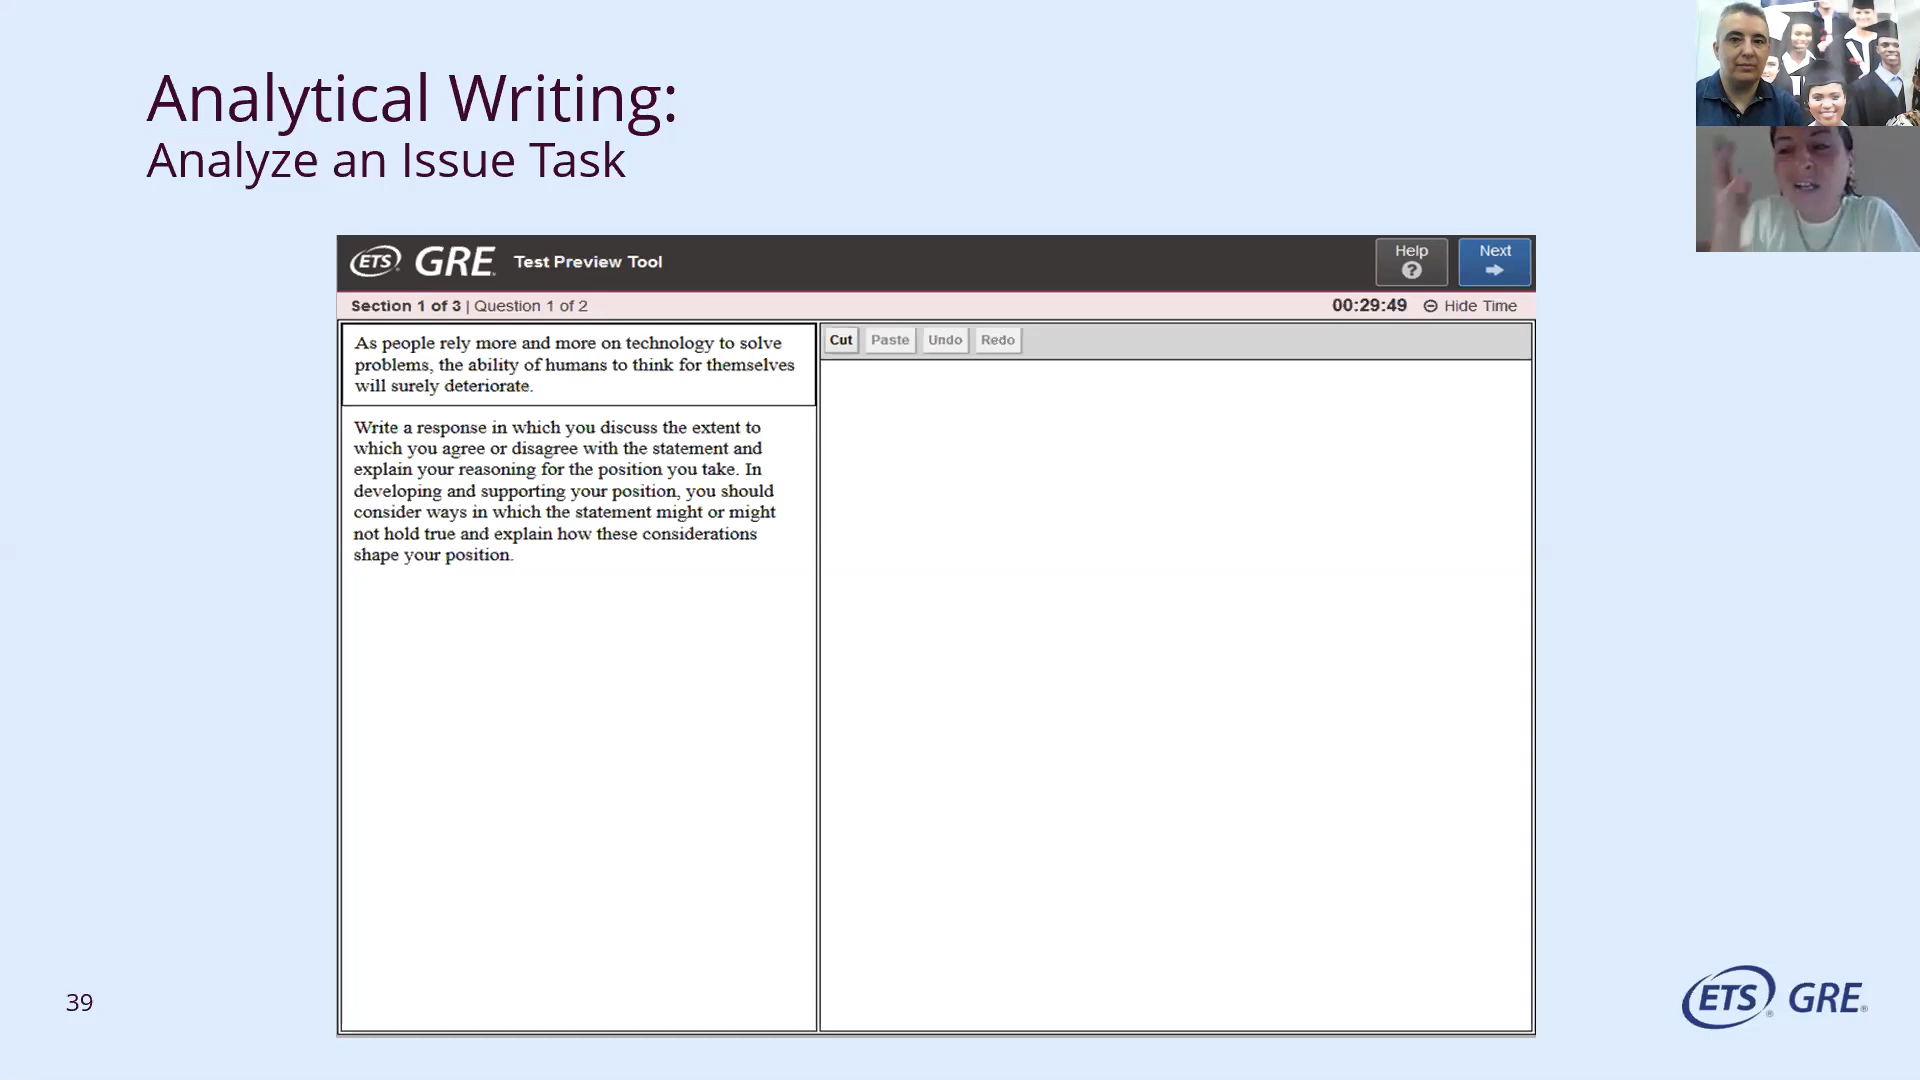 Analytical Writing:
Analyze an Issue Task
ETS GRE Test Preview Tool
Help
Next
Section 1 of 3 | Question 1 of 2
00:29:49 Hide Time
As people rely more and more on technology to solve
problems, the ability of humans to think for themselves
will surely deteriorate.
Cut Paste Undo Redo
Write a response in which you discuss the extent to
which you agree or disagree with the statement and
explain your reasoning for the position you take. In
developing and supporting your position, you should
consider ways in which the statement might or might
not hold true and explain how these considerations
shape your position.
39
ETS® GRE®